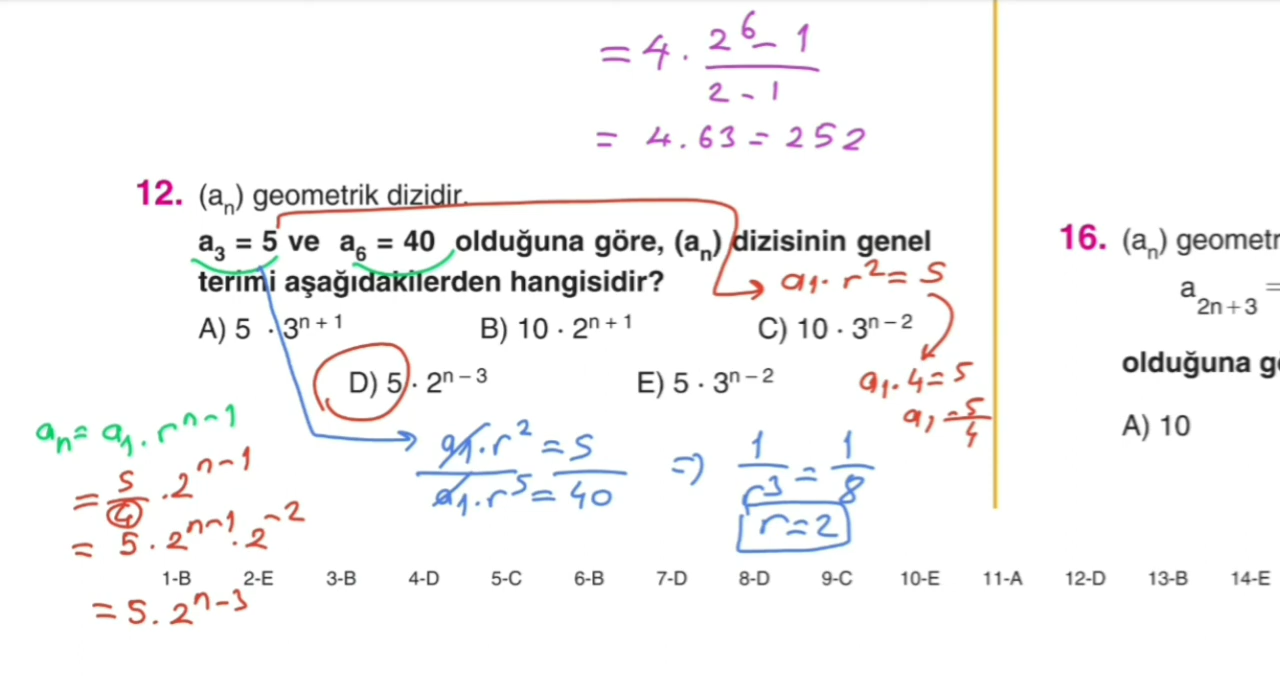 = 4 . 2⁶ - 1 / 2 - 1
= 4 . 63 = 252
12. (aₙ) geometrik dizidir.
a₃ = 5 ve a₆ = 40 olduğuna göre, (aₙ) dizisinin genel
terimi aşağıdakilerden hangisidir?
a₁ . r² = 5
A) 5 · 3ⁿ⁺¹ B) 10 · 2ⁿ⁺¹ C) 10 · 3ⁿ⁻²
D) 5 · 2ⁿ⁻³ E) 5 · 3ⁿ⁻²
a₁ . 4 = 5
a₁ = 5/4
aₙ = a₁ . rⁿ⁻¹
= 5/4 . 2ⁿ⁻¹
= 5 . 2ⁿ⁻¹ . 2⁻²
= 5 . 2ⁿ⁻³
a₁ . r² = 5
a₁ . r⁵ = 40
=> 1/r³ = 1/8
r = 2
16. (aₙ) geometr
a₂ₙ₊₃ =
olduğuna g
A) 10
1-B 2-E 3-B 4-D 5-C 6-B 7-D 8-D 9-C 10-E 11-A 12-D 13-B 14-E